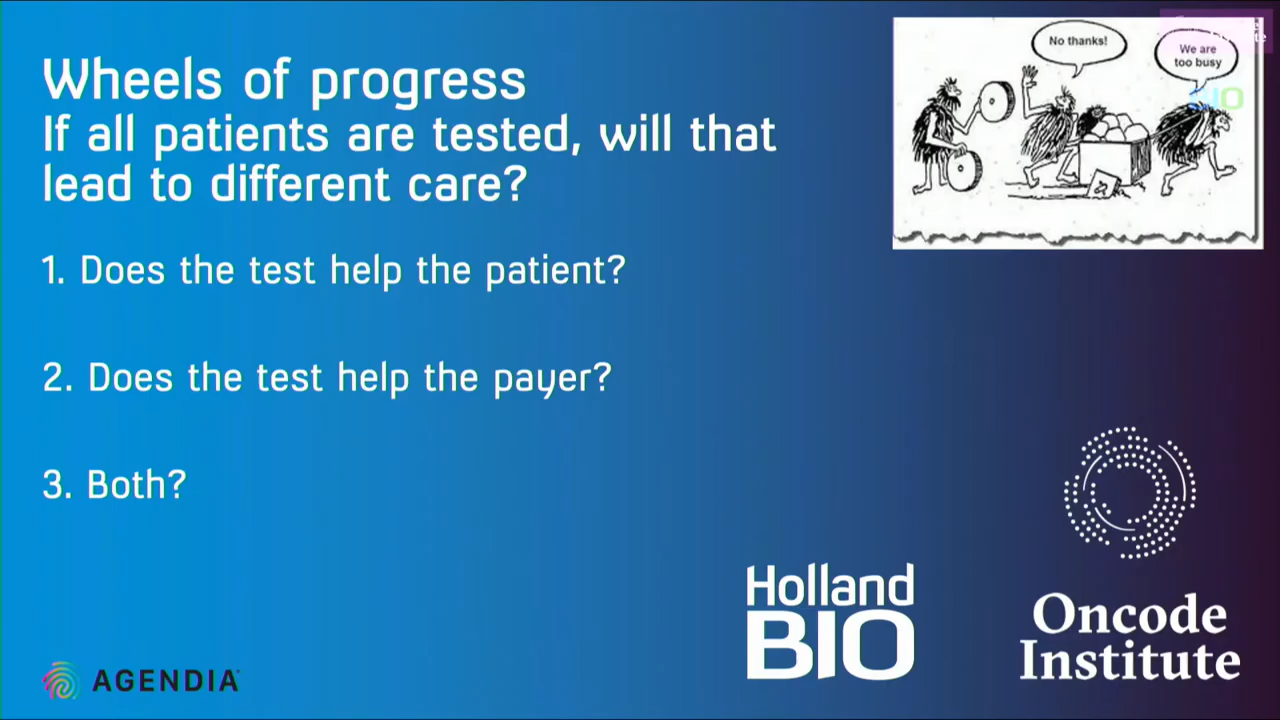 Wheels of progress
If all patients are tested, will that
lead to different care?
1. Does the test help the patient?
2. Does the test help the payer?
3. Both?
No thanks!
We are
too busy
BIO
Holland
BIO
Oncode
Institute
AGENDIA